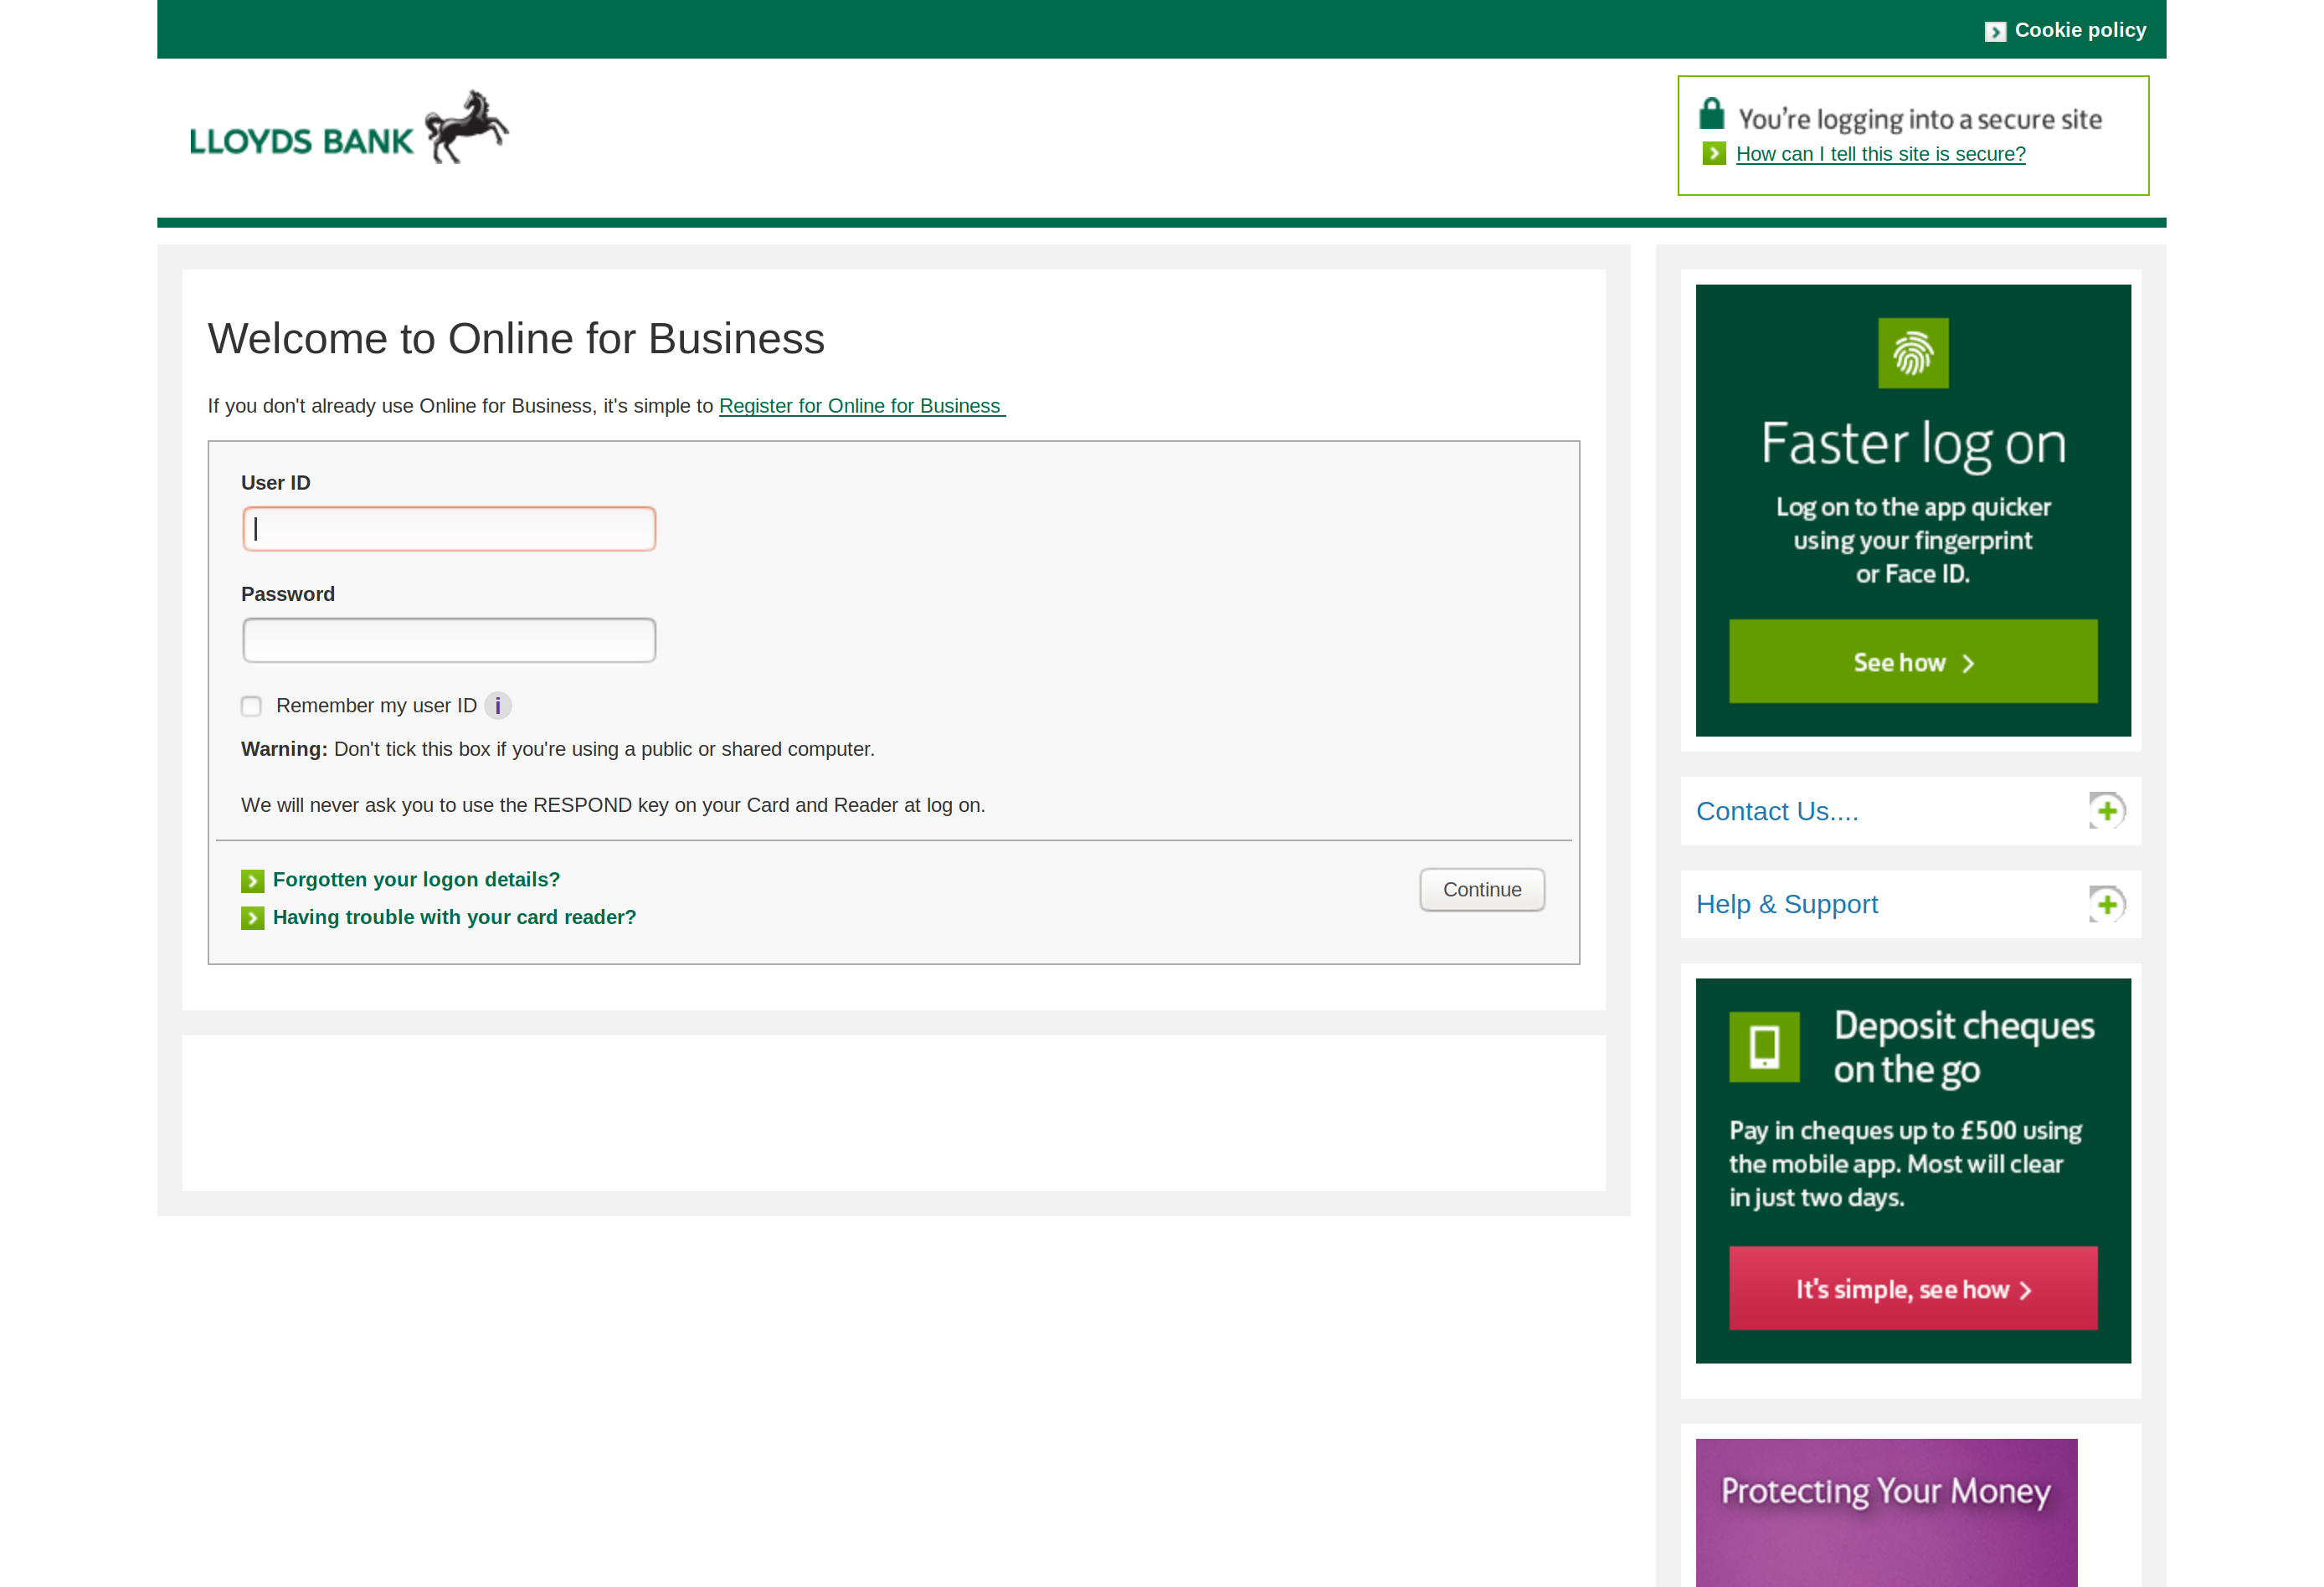 Cookie policy
LLOYDS BANK
You're logging into a secure site
How can I tell this site is secure?
Welcome to Online for Business
If you don't already use Online for Business, it's simple to Register for Online for Business
User ID
Password
Remember my user ID i
Warning: Don't tick this box if you're using a public or shared computer.
We will never ask you to use the RESPOND key on your Card and Reader at log on.
Forgotten your logon details?
Having trouble with your card reader?
Continue
Faster log on
Log on to the app quicker
using your fingerprint
or Face ID.
See how
Contact Us....
Help & Support
Deposit cheques
on the go
Pay in cheques up to £500 using
the mobile app. Most will clear
in just two days.
It's simple, see how
Protecting Your Money